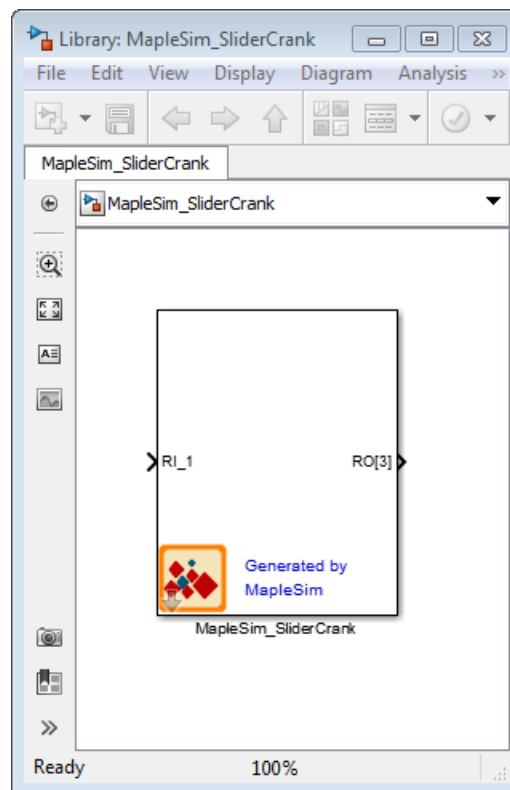 Library: MapleSim_SliderCrank
File Edit View Display Diagram Analysis »
MapleSim_SliderCrank
MapleSim_SliderCrank
RI_1 RO[3]
Generated by
MapleSim
MapleSim_SliderCrank
Ready 100%